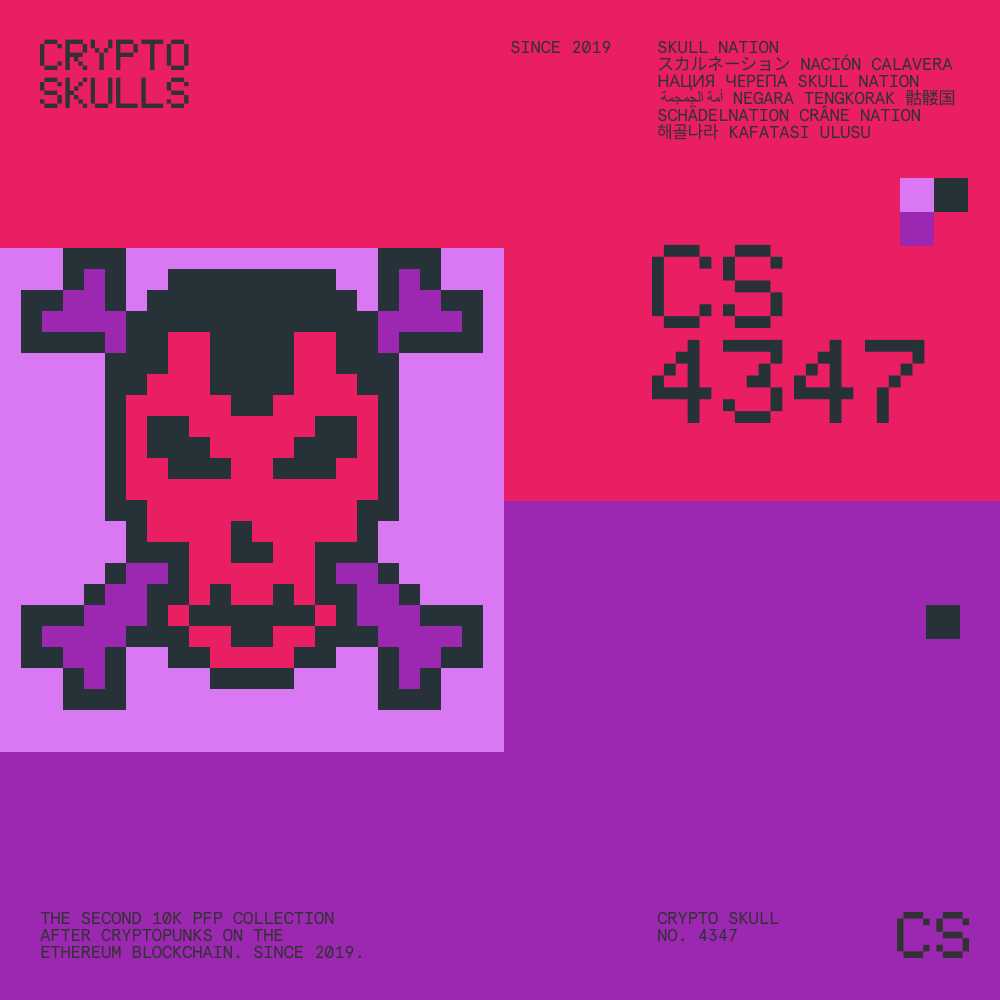 CRYPTO
SKULLS
SINCE 2019
SKULL NATION
スカルネーション NACIÓN CALAVERA
НАЦИЯ ЧЕРЕПА SKULL NATION
أمة الجمجمة NEGARA TENGKORAK 骷髅国
SCHÄDELNATION CRÂNE NATION
해골나라 KAFATASI ULUSU
CS
4347
THE SECOND 10K PFP COLLECTION
AFTER CRYPTOPUNKS ON THE
ETHEREUM BLOCKCHAIN. SINCE 2019.
CRYPTO SKULL
NO. 4347
CS